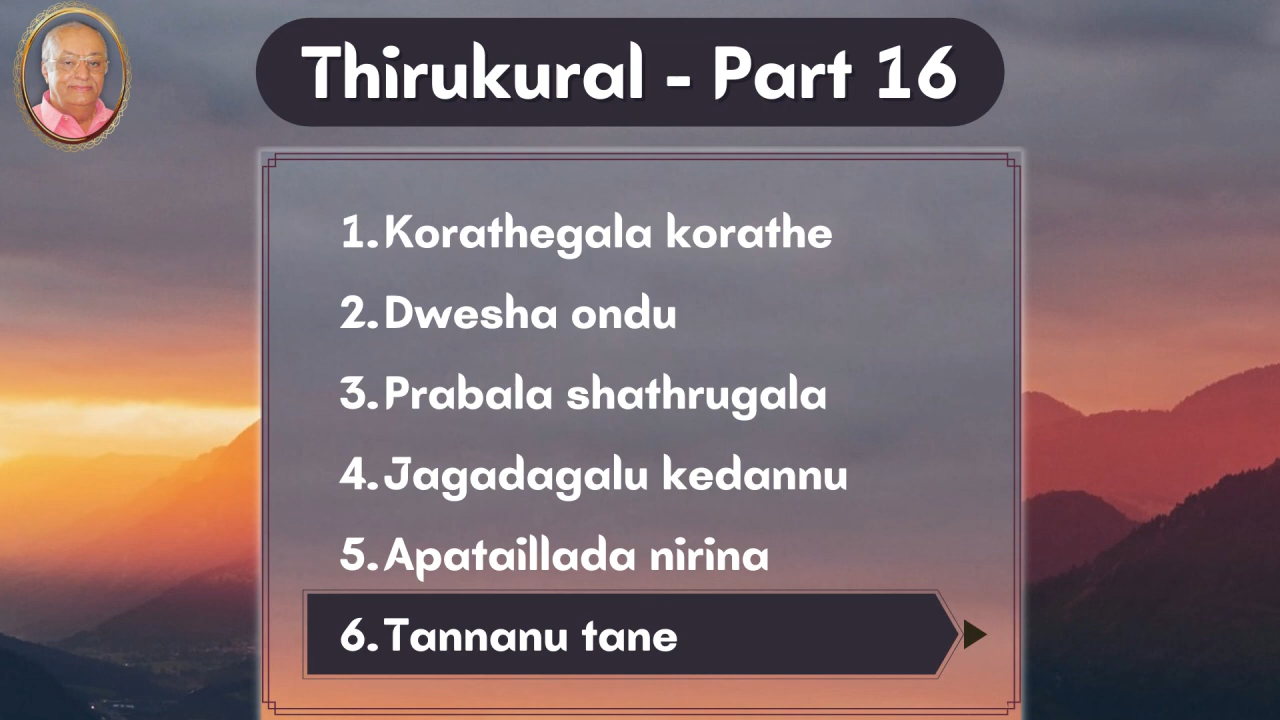 Thirukural - Part 16
1. Korathegala korathe
2. Dwesha ondu
3. Prabala shathrugala
4. Jagadagalu kedannu
5. Apataillada nirina
6. Tannanu tane